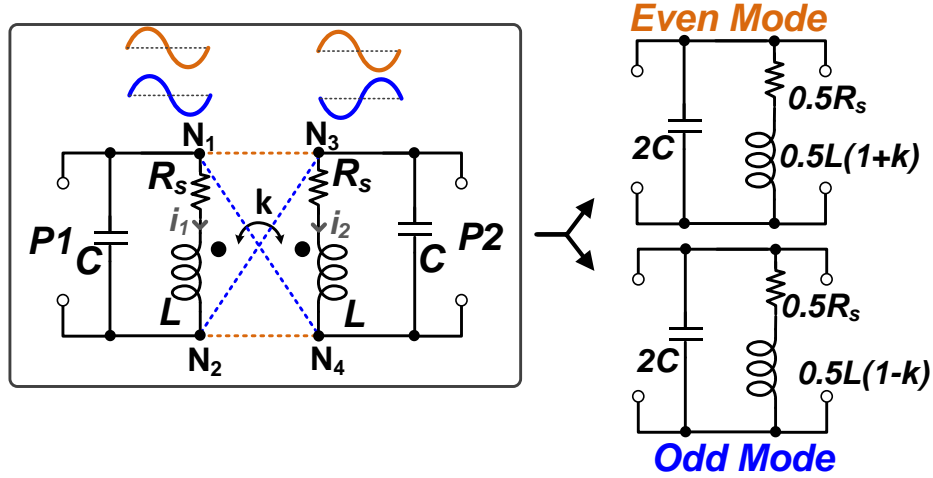 Even Mode
N₁
N₃
Rₛ
Rₛ
k
i₁
i₂
P1
C
C
P2
L
L
N₂
N₄
0.5Rₛ
2C
0.5L(1+k)
0.5Rₛ
2C
0.5L(1-k)
Odd Mode